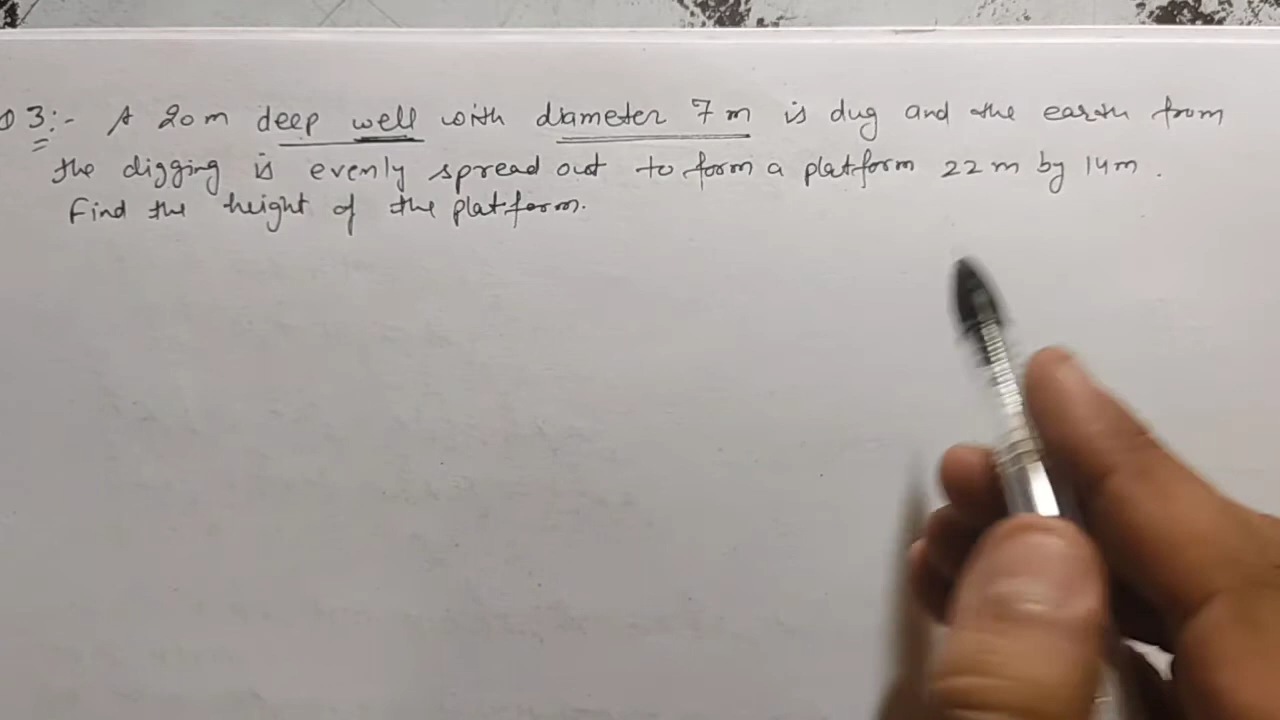 Q3:- A 20m deep well with diameter 7m is dug and the earth from
the digging is evenly spread out to form a platform 22m by 14m.
Find the height of the platform.